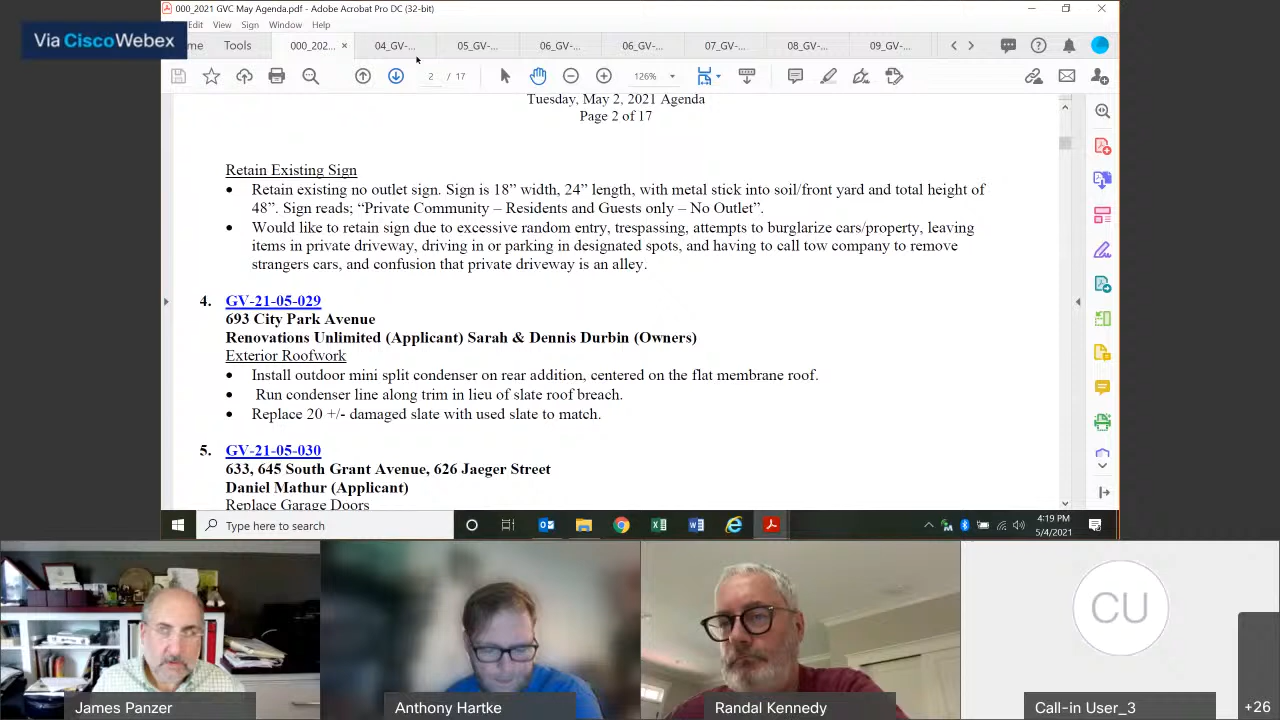 000_2021 GVC May Agenda.pdf - Adobe Acrobat Pro DC (32-bit)
Via Cisco Webex
Edit View Sign Window Help
Tools
000_202...
×
04_G
05_GV-...
06_GV-...
06_GV-...
07_GV-...
08_GV-...
09_GV-...
2 / 17
126%
Tuesday, May 2, 2021 Agenda
Page 2 of 17
Retain Existing Sign
• Retain existing no outlet sign. Sign is 18” width, 24” length, with metal stick into soil/front yard and total height of
48”. Sign reads; “Private Community – Residents and Guests only – No Outlet”.
• Would like to retain sign due to excessive random entry, trespassing, attempts to burglarize cars/property, leaving
items in private driveway, driving in or parking in designated spots, and having to call tow company to remove
strangers cars, and confusion that private driveway is an alley.
4. GV-21-05-029
693 City Park Avenue
Renovations Unlimited (Applicant) Sarah & Dennis Durbin (Owners)
Exterior Roofwork
• Install outdoor mini split condenser on rear addition, centered on the flat membrane roof.
• Run condenser line along trim in lieu of slate roof breach.
• Replace 20 +/- damaged slate with used slate to match.
5. GV-21-05-030
633, 645 South Grant Avenue, 626 Jaeger Street
Daniel Mathur (Applicant)
Replace Garage Doors
Type here to search
4:19 PM
5/4/2021
CU
James Panzer
Anthony Hartke
Randal Kennedy
Call-in User_3
+26